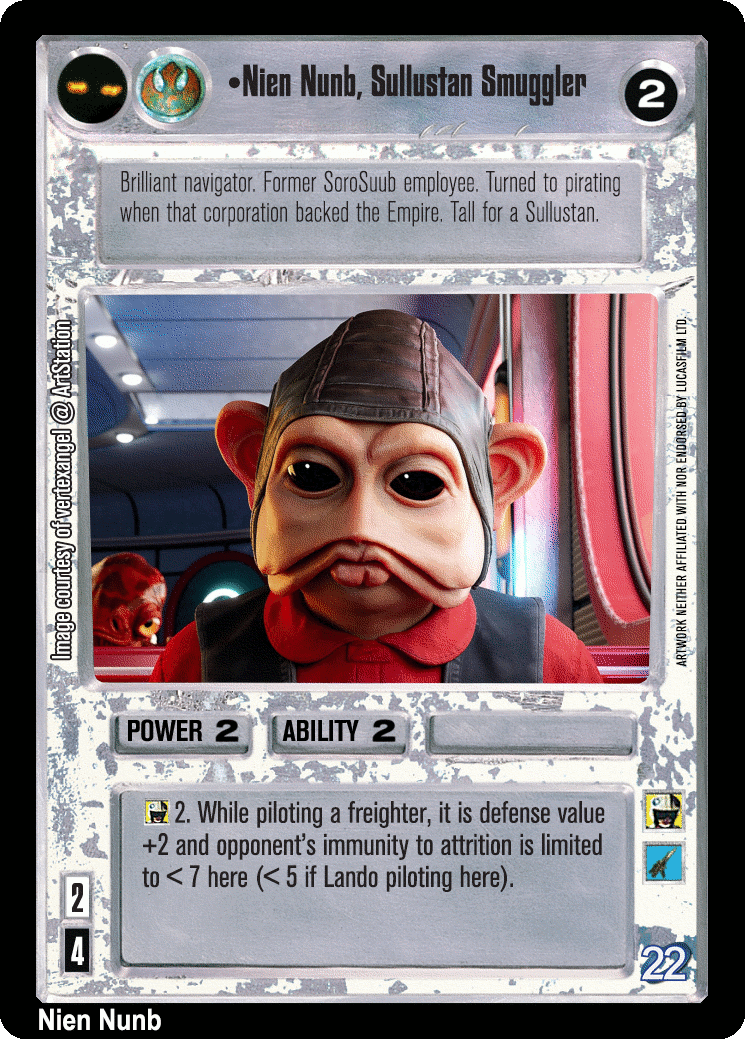 •Nien Nunb, Sullustan Smuggler
2
Brilliant navigator. Former SoroSuub employee. Turned to pirating
when that corporation backed the Empire. Tall for a Sullustan.
Image courtesy of vertexangel @ ArtStation
ARTWORK NEITHER AFFILIATED WITH NOR ENDORSED BY LUCASFILM LTD.
POWER 2
ABILITY 2
2. While piloting a freighter, it is defense value
+2 and opponent's immunity to attrition is limited
to < 7 here (< 5 if Lando piloting here).
2
4
22
Nien Nunb